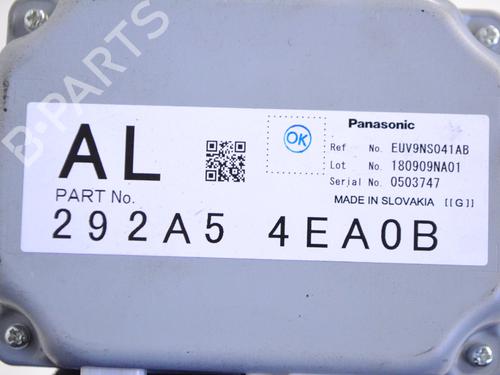 B-PARTS
AL
OK
Panasonic
Ref No. EUV9NS041AB
Lot No. 180909NA01
Serial No. 0503747
MADE IN SLOVAKIA [[G]
PART No.
292A5 4EA0B